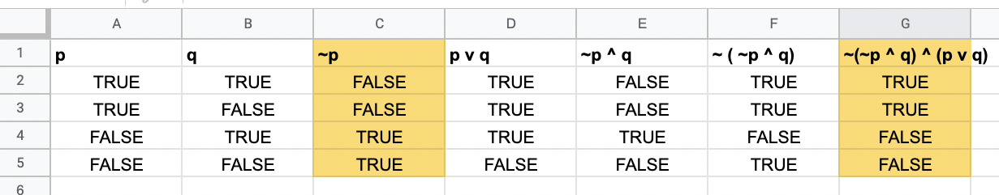 A B C D E F G
1 p q ~p p v q ~p ^ q ~ ( ~p ^ q) ~(~p ^ q) ^ (p v q)
2 TRUE TRUE FALSE TRUE FALSE TRUE TRUE
3 TRUE FALSE FALSE TRUE FALSE TRUE TRUE
4 FALSE TRUE TRUE TRUE TRUE FALSE FALSE
5 FALSE FALSE TRUE FALSE FALSE TRUE FALSE
6